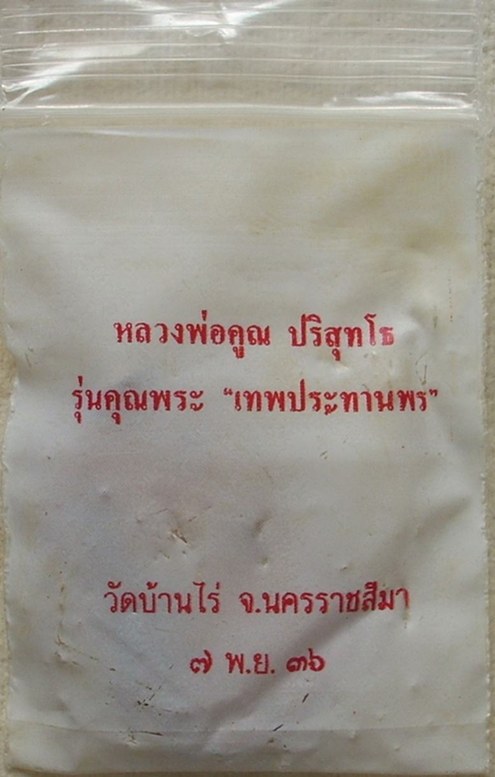 หลวงพ่อคูณ ปริสุทโธ
รุ่นคุณพระ “เทพประทานพร”
วัดบ้านไร่ จ.นครราชสีมา
๗ พ.ย. ๓๖